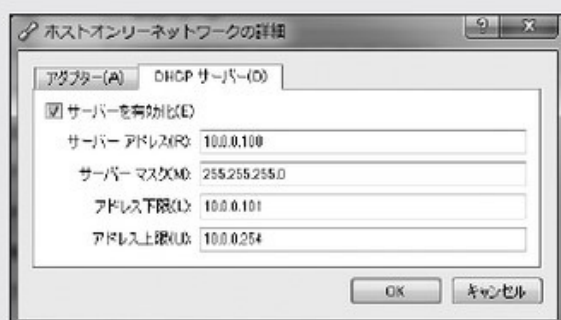 ホストオンリーネットワークの詳細
アダプター(A) DHCP サーバー(D)
サーバーを有効化(E)
サーバー アドレス(R): 10.0.0.100
サーバー マスク(M): 255.255.255.0
アドレス下限(L): 10.0.0.101
アドレス上限(U): 10.0.0.254
OK キャンセル